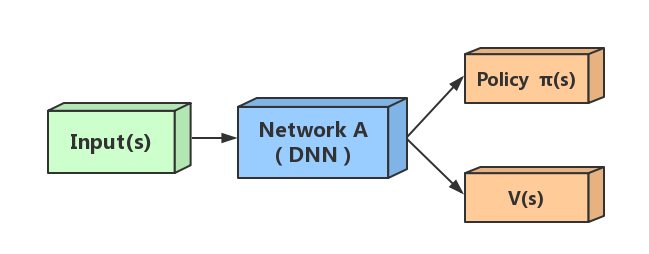 Input(s)
Network A
( DNN )
Policy π(s)
V(s)